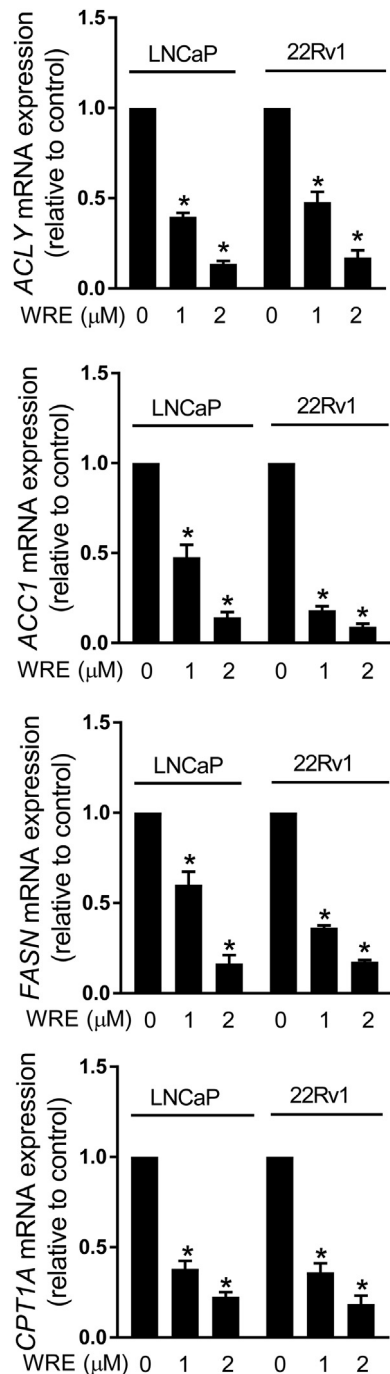 1.5
LNCaP 22Rv1
1.0
ACLY mRNA expression
(relative to control)
0.5
* * * *
0.0
WRE (μM) 0 1 2 0 1 2
1.5
LNCaP 22Rv1
1.0
ACC1 mRNA expression
(relative to control)
0.5
* * * *
0.0
WRE (μM) 0 1 2 0 1 2
1.5
LNCaP 22Rv1
1.0
FASN mRNA expression
(relative to control)
0.5
* * * *
0.0
WRE (μM) 0 1 2 0 1 2
1.5
LNCaP 22Rv1
1.0
CPT1A mRNA expression
(relative to control)
0.5
* * * *
0.0
WRE (μM) 0 1 2 0 1 2